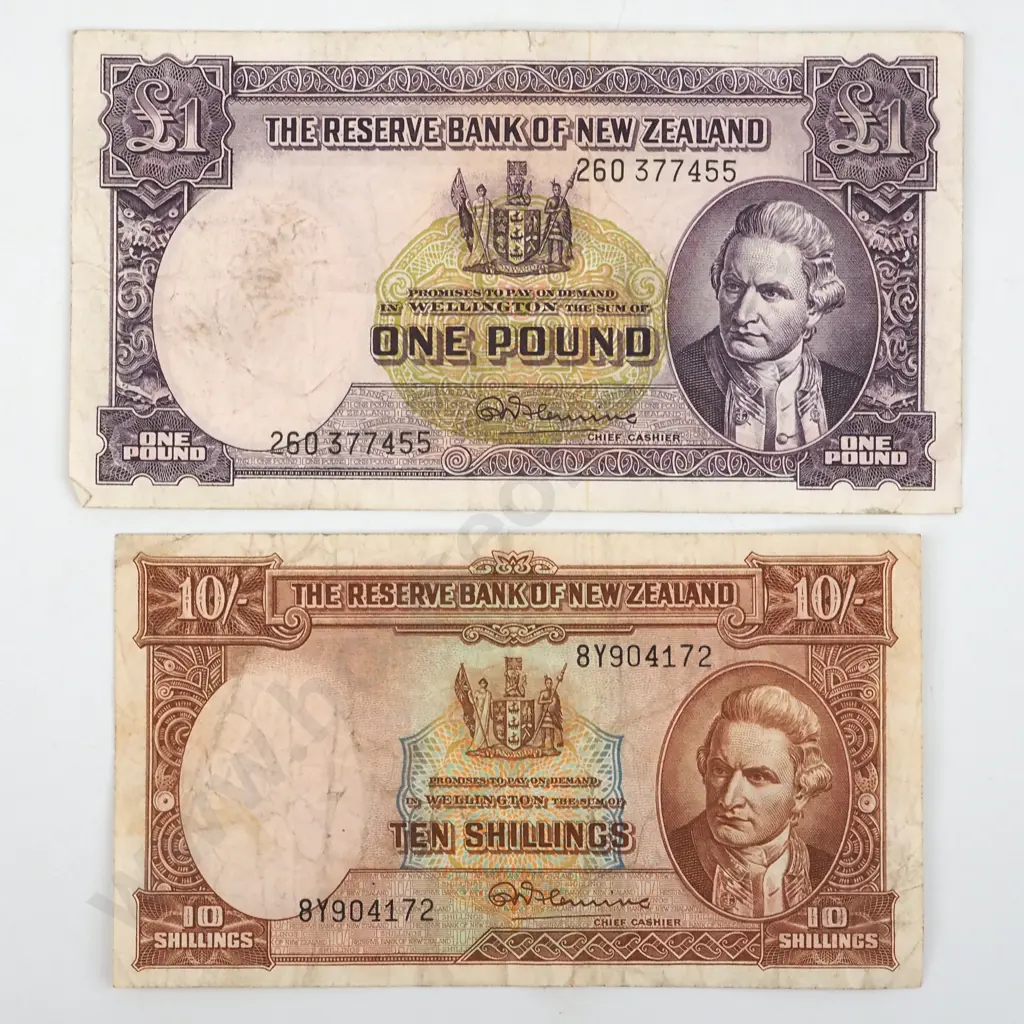 £1 £1
THE RESERVE BANK OF NEW ZEALAND
260 377455
PROMISES TO PAY ON DEMAND
IN WELLINGTON THE SUM OF
ONE POUND
CHIEF CASHIER
260 377455
ONE POUND
ONE POUND
10/- 10/-
THE RESERVE BANK OF NEW ZEALAND
8Y904172
PROMISES TO PAY ON DEMAND
IN WELLINGTON THE SUM OF
TEN SHILLINGS
8Y904172
CHIEF CASHIER
10 SHILLINGS
10 SHILLINGS